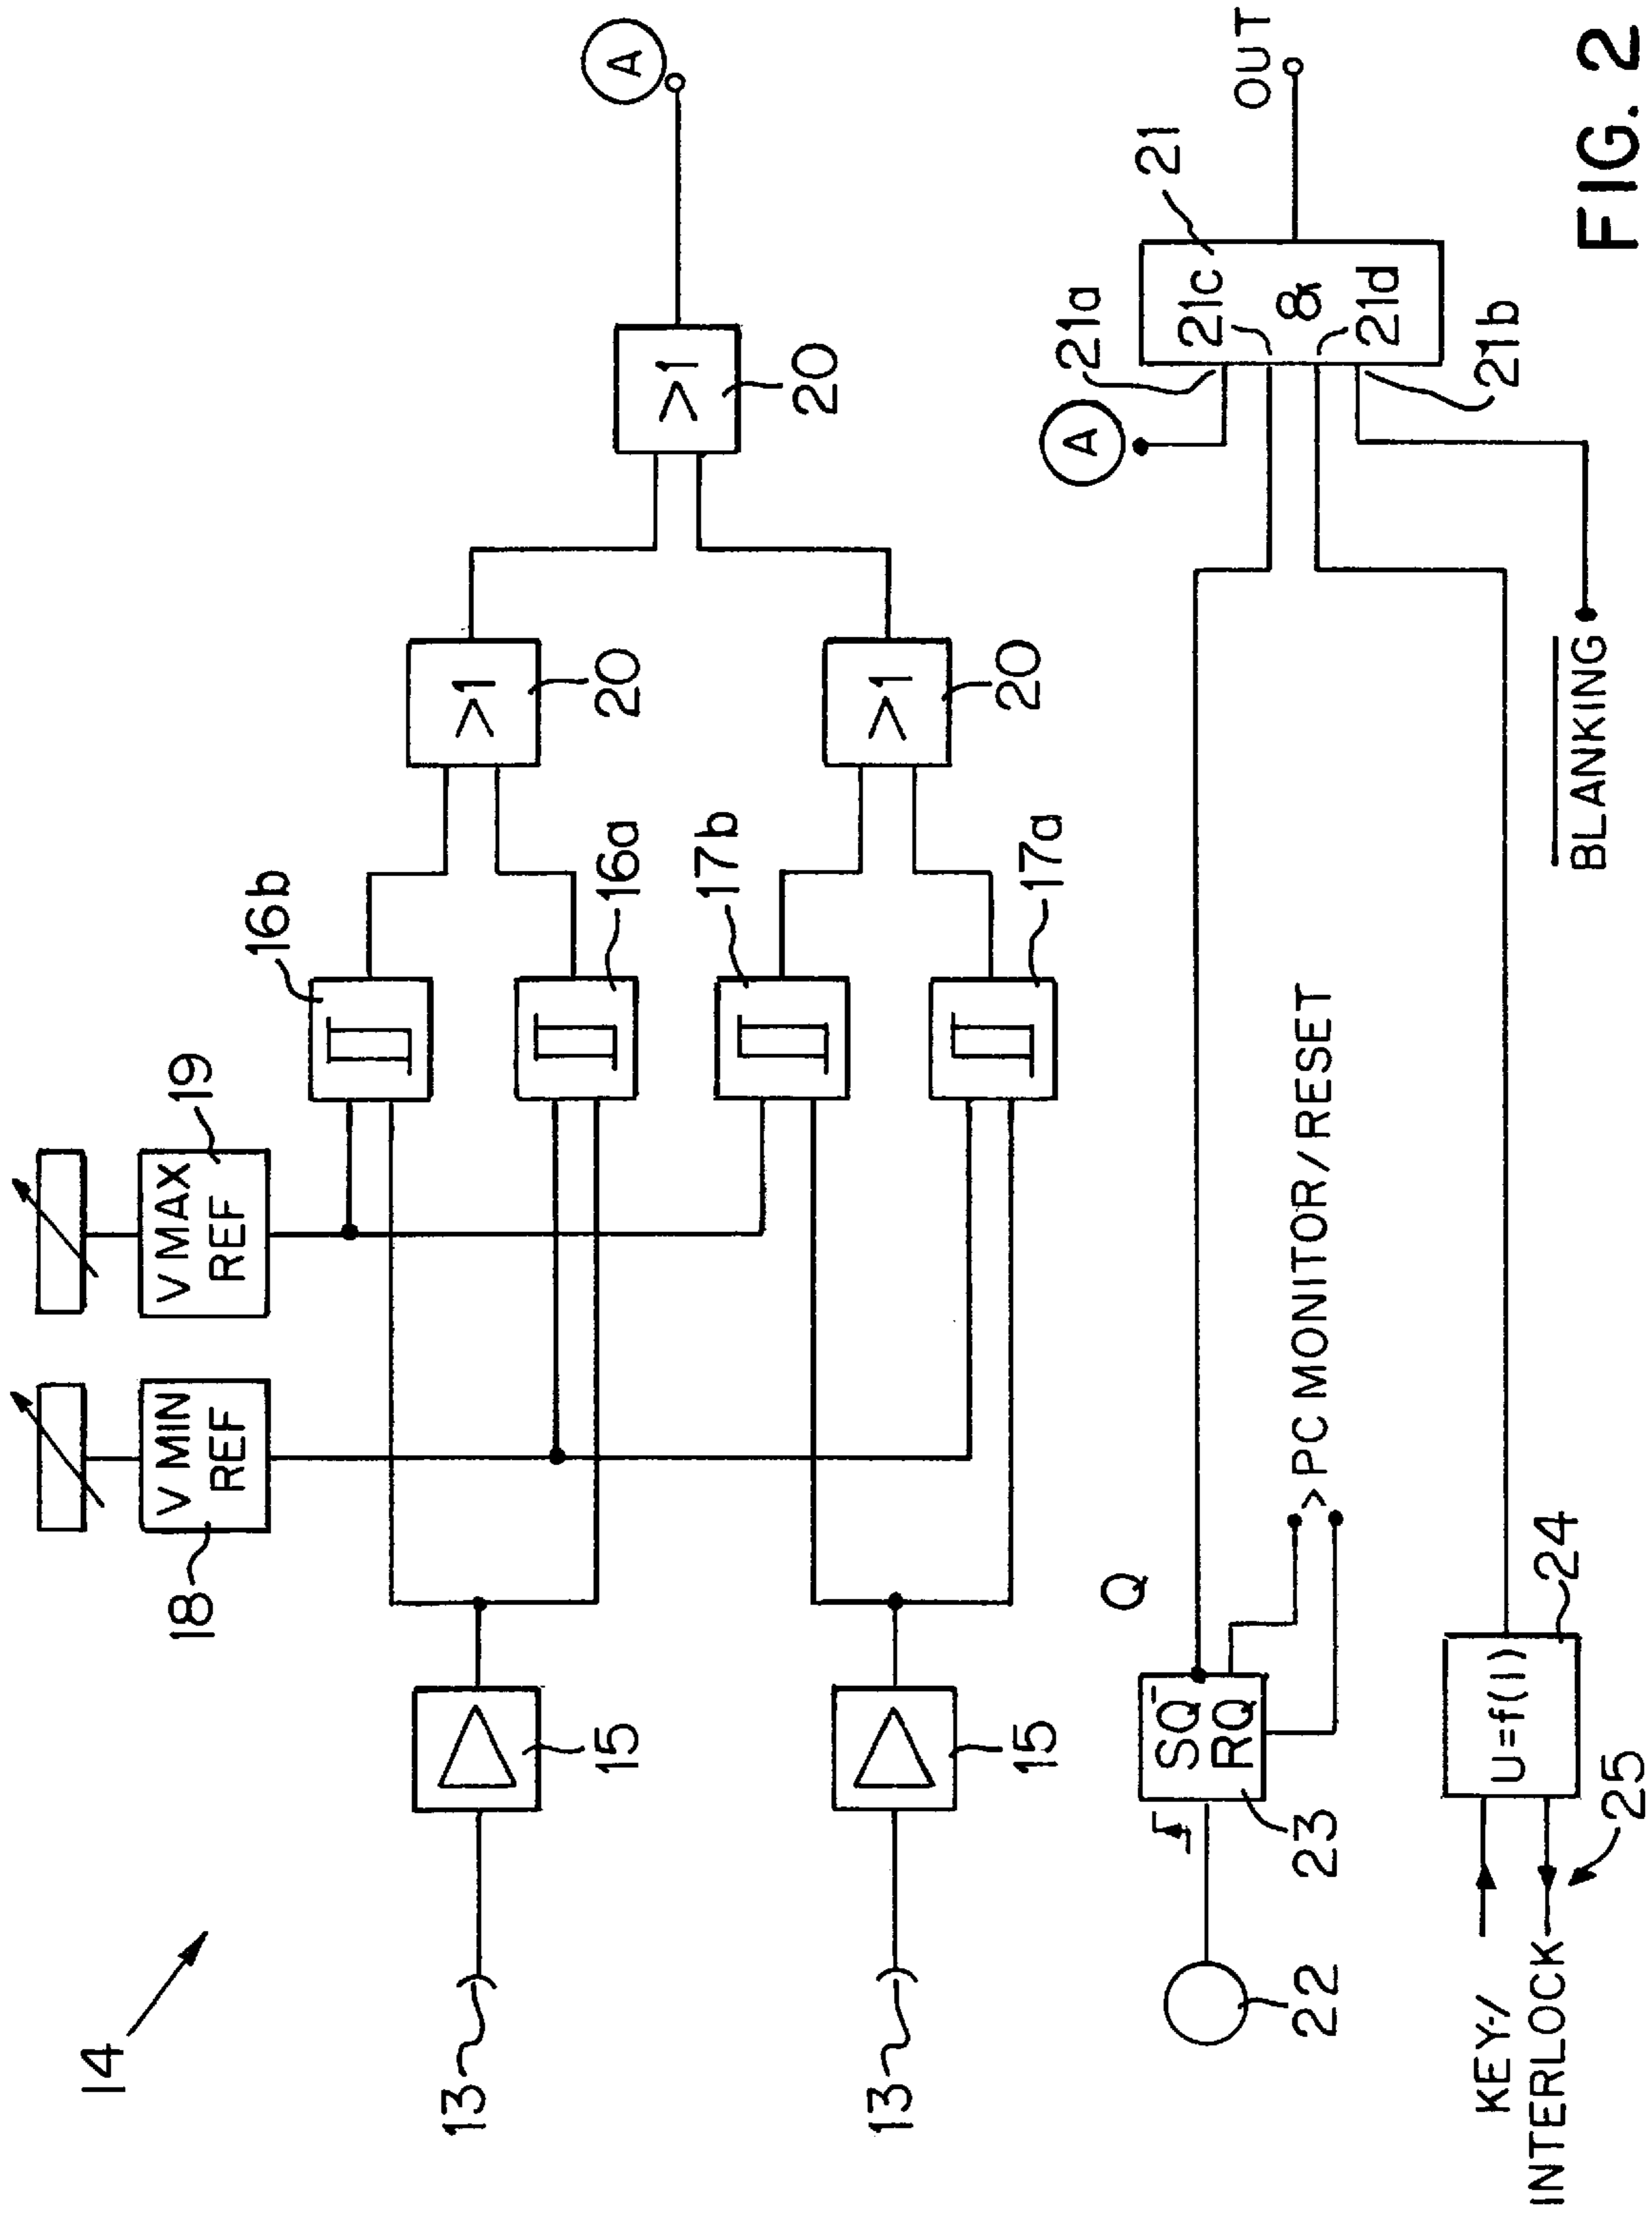 14
18
V MIN
REF
V MAX
REF
19
16b
16a
17b
17a
>1
20
>1
20
>1
20
A
13
15
13
15
22
23
SQ̅
RQ
Q
> PC MONITOR/RESET
A
21a
21c
&
21d
21b
21
OUT
KEY-/
INTERLOCK
25
U=f(I)
24
B̅L̅A̅N̅K̅I̅N̅G̅
FIG. 2